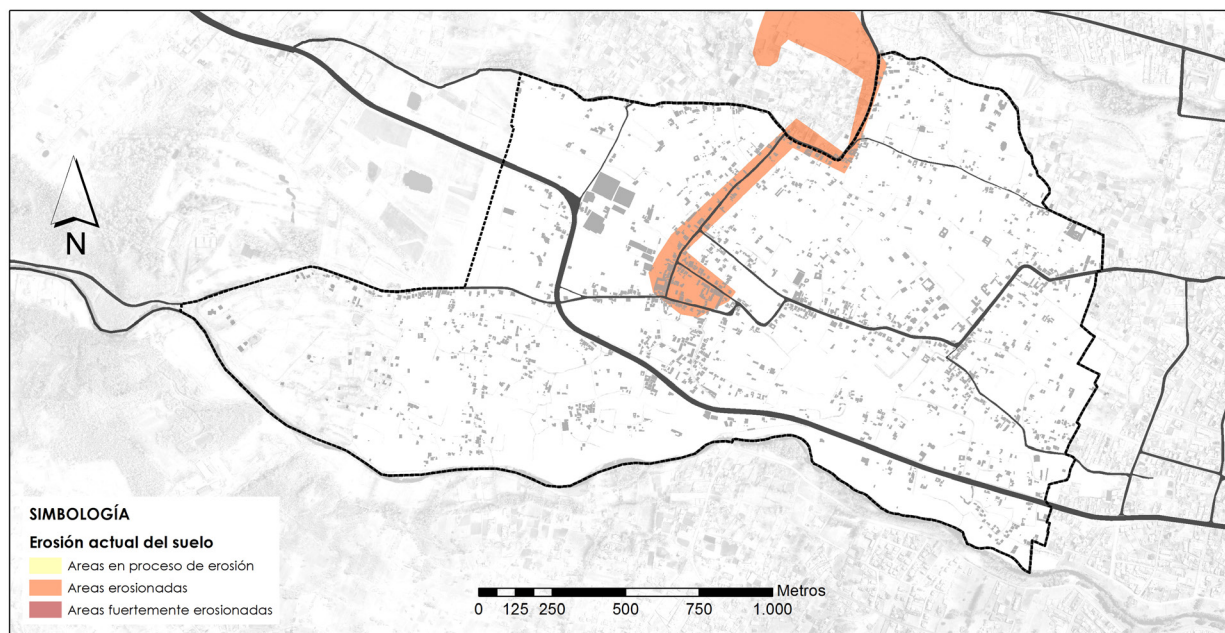 N
SIMBOLOGÍA
Erosión actual del suelo
Areas en proceso de erosión
Areas erosionadas
Areas fuertemente erosionadas
Metros
0 125 250 500 750 1.000